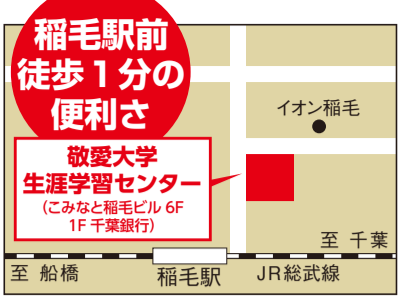 稲毛駅前
徒歩1分の
便利さ
イオン稲毛
敬愛大学
生涯学習センター
(こみなと稲毛ビル 6F
1F 千葉銀行)
至 千葉
至 船橋
稲毛駅
JR総武線